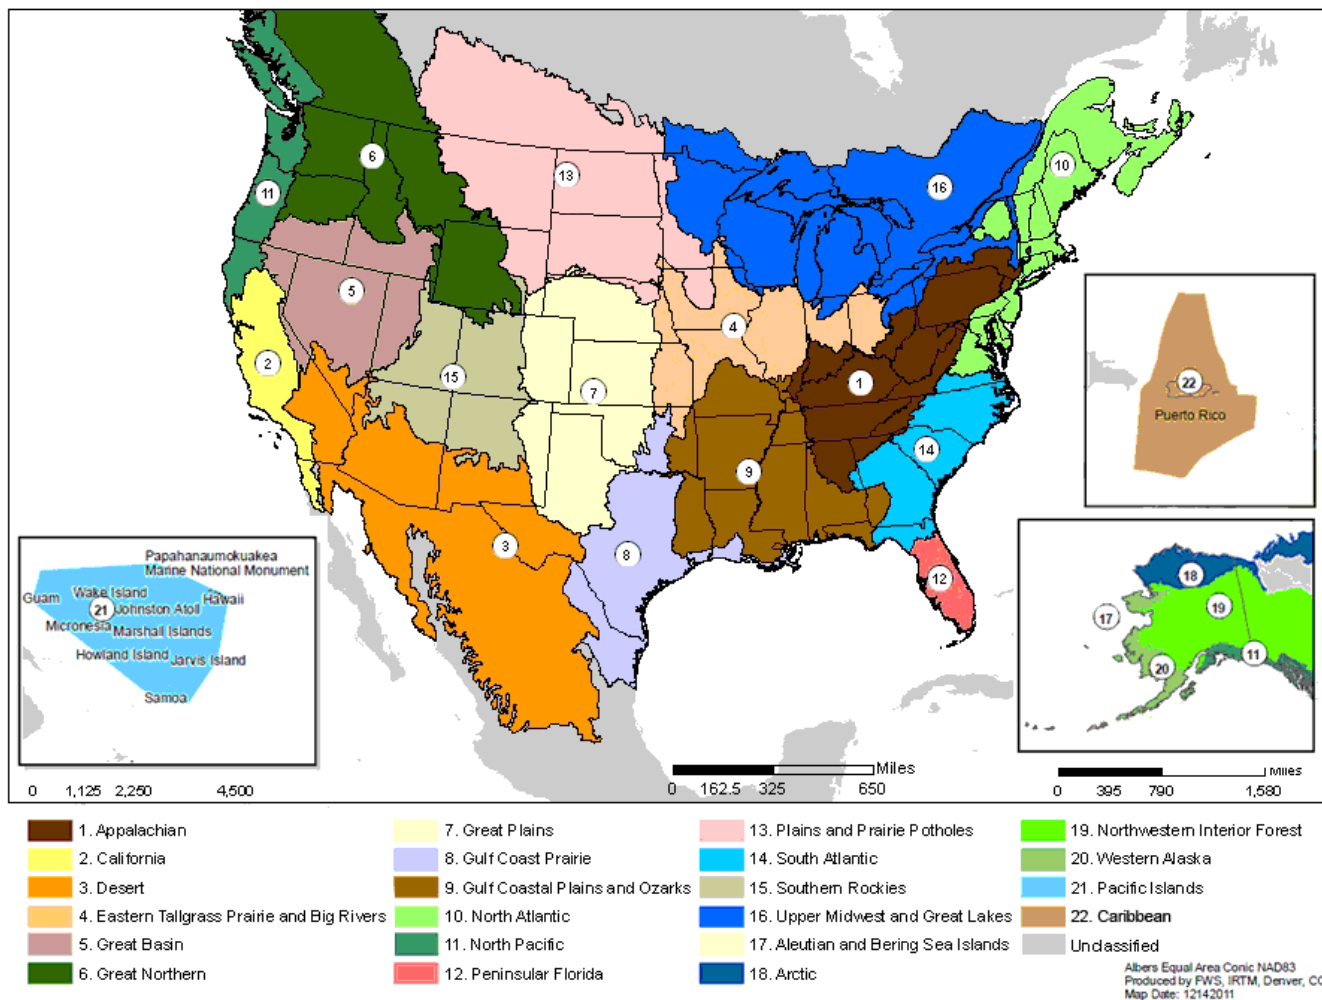 6
13
11
10
16
5
4
2
15
7
1
22
Puerto Rico
14
9
3
8
12
Papahanaumokuakea
Marine National Monument
Wake Island
Guam
21
Johnston Atoll
Hawaii
Micronesia
Marshall Islands
Howland Island
Jarvis Island
Samoa
18
19
17
20
11
Miles
0 162.5 325 650
0 1,125 2,250 4,500
Miles
0 395 790 1,580
1. Appalachian
2. California
3. Desert
4. Eastern Tallgrass Prairie and Big Rivers
5. Great Basin
6. Great Northern
7. Great Plains
8. Gulf Coast Prairie
9. Gulf Coastal Plains and Ozarks
10. North Atlantic
11. North Pacific
12. Peninsular Florida
13. Plains and Prairie Potholes
14. South Atlantic
15. Southern Rockies
16. Upper Midwest and Great Lakes
17. Aleutian and Bering Sea Islands
18. Arctic
19. Northwestern Interior Forest
20. Western Alaska
21. Pacific Islands
22. Caribbean
Unclassified
Albers Equal Area Conic NAD83
Produced by FWS, IRTM, Denver, CO
Map Date: 12142011